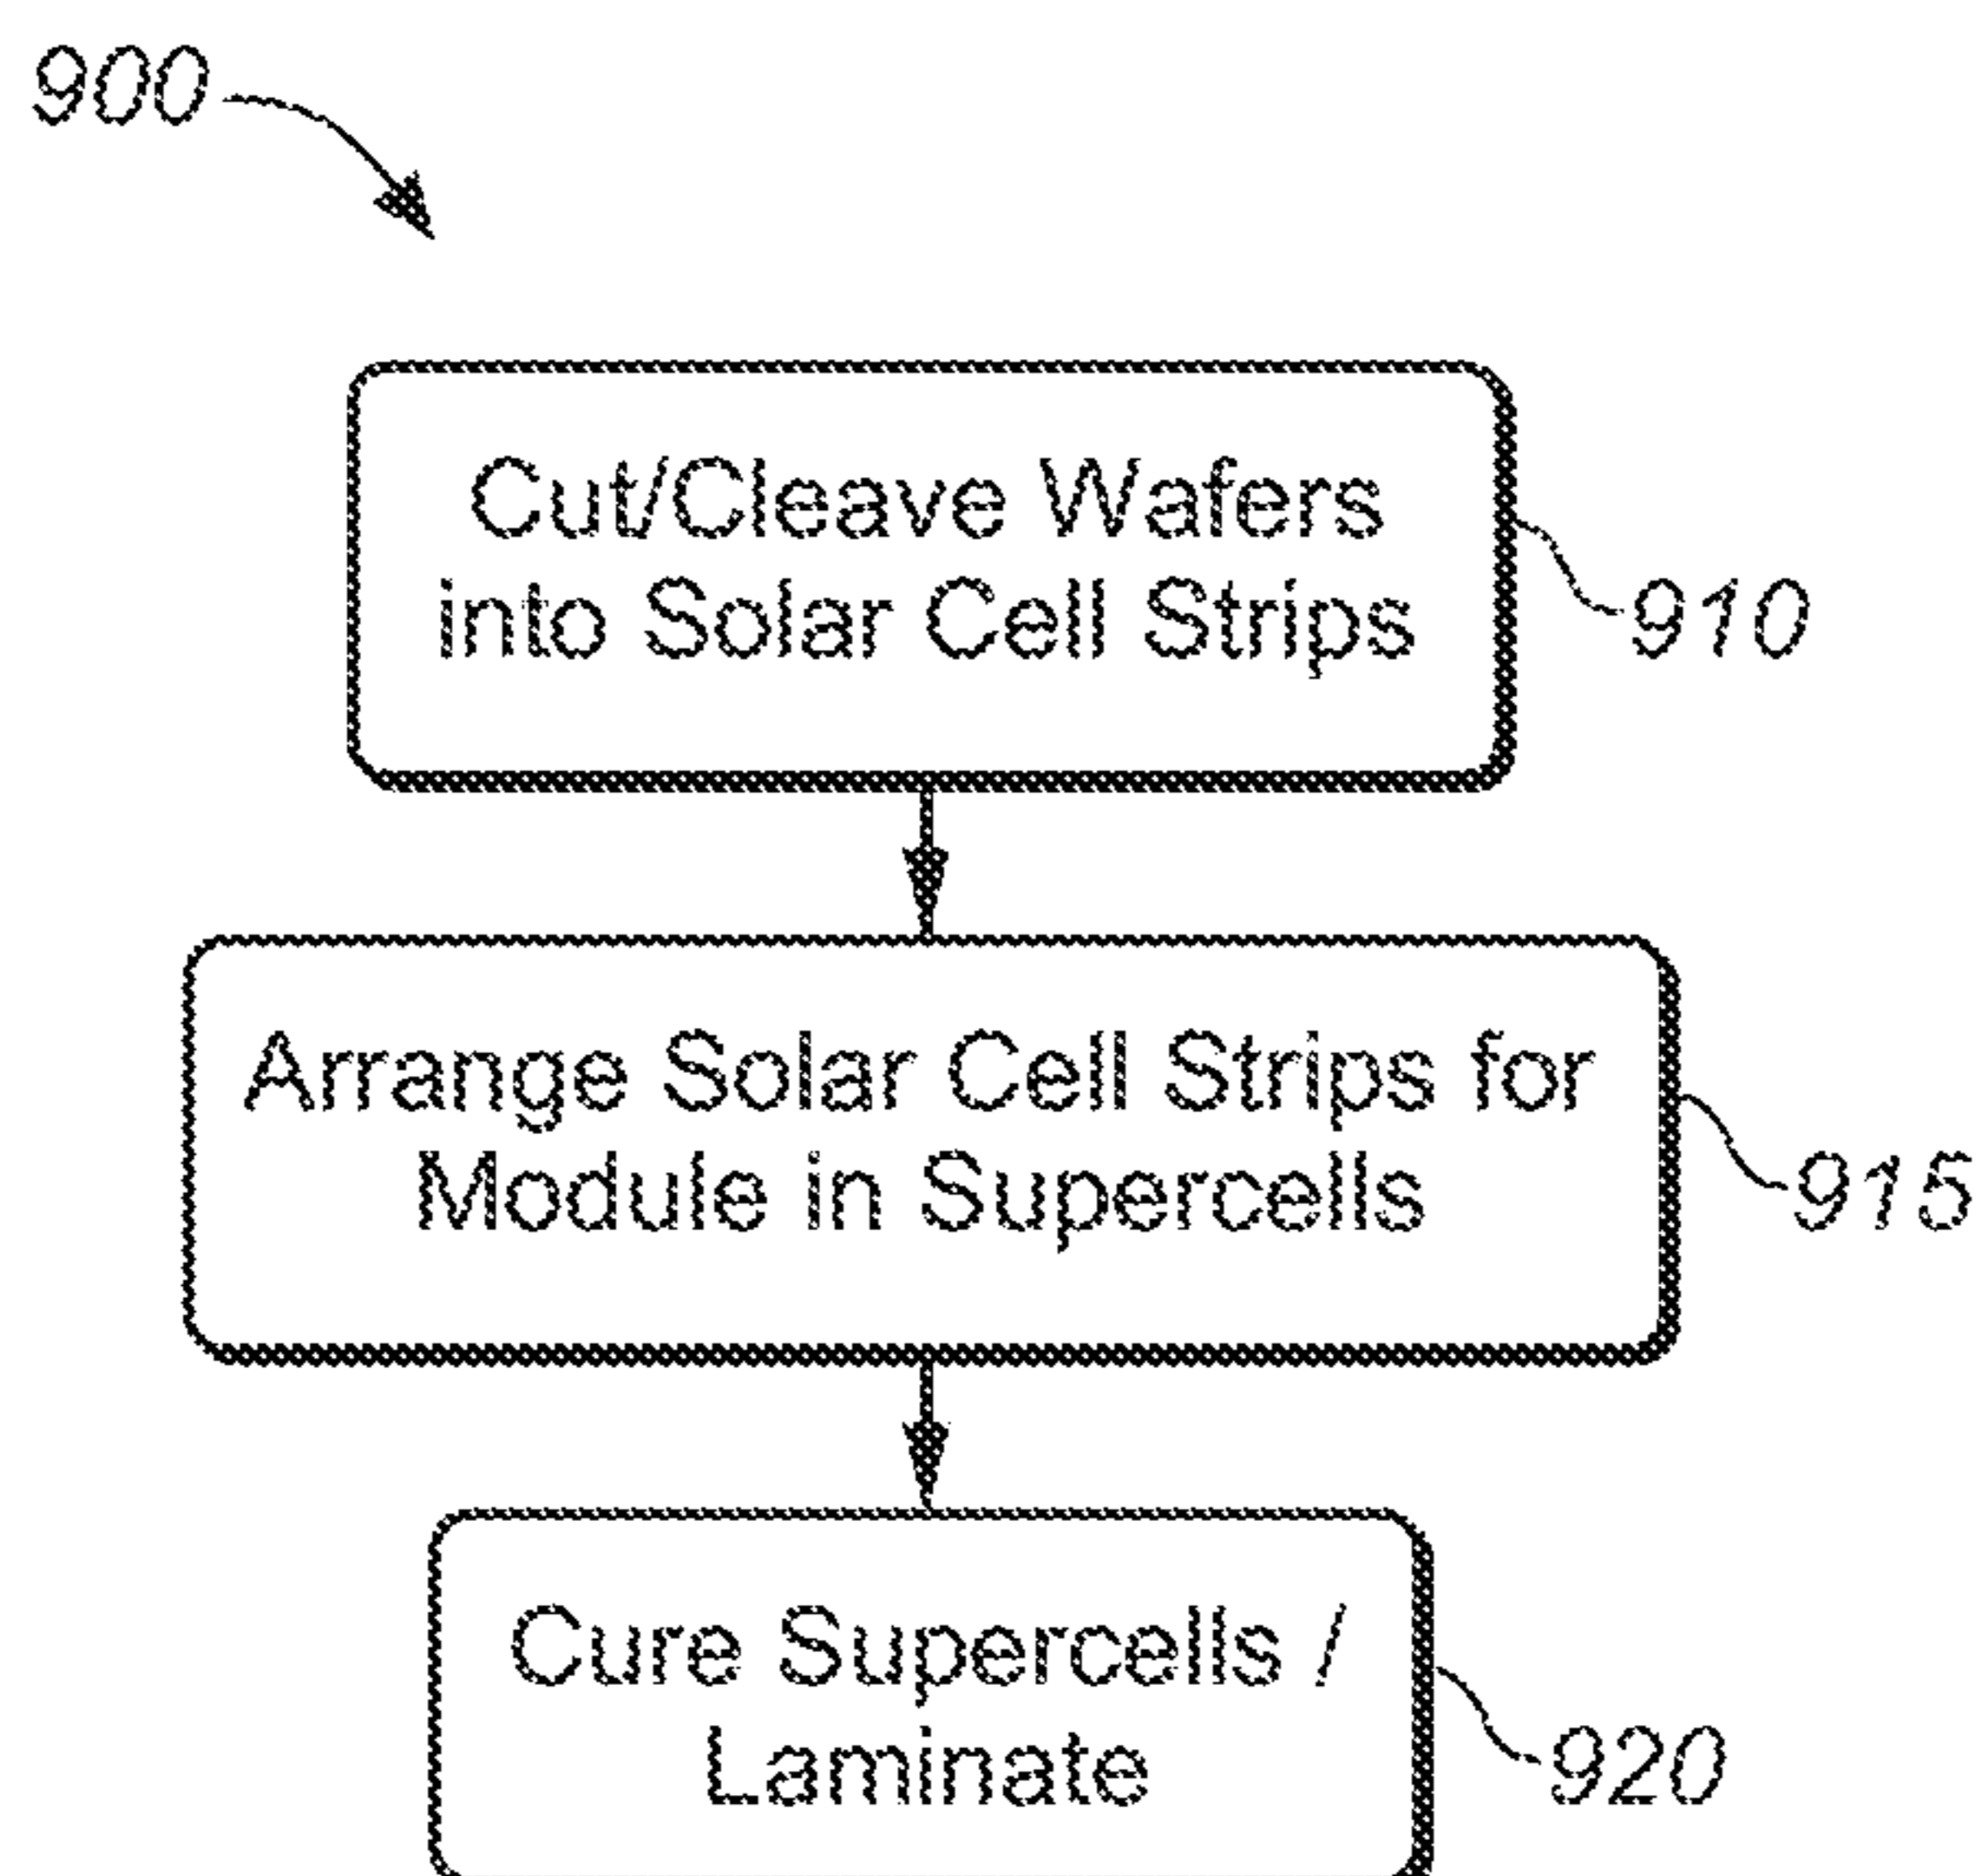 900
Cut/Cleave Wafers
into Solar Cell Strips
910
Arrange Solar Cell Strips for
Module in Supercells
915
Cure Supercells /
Laminate
920